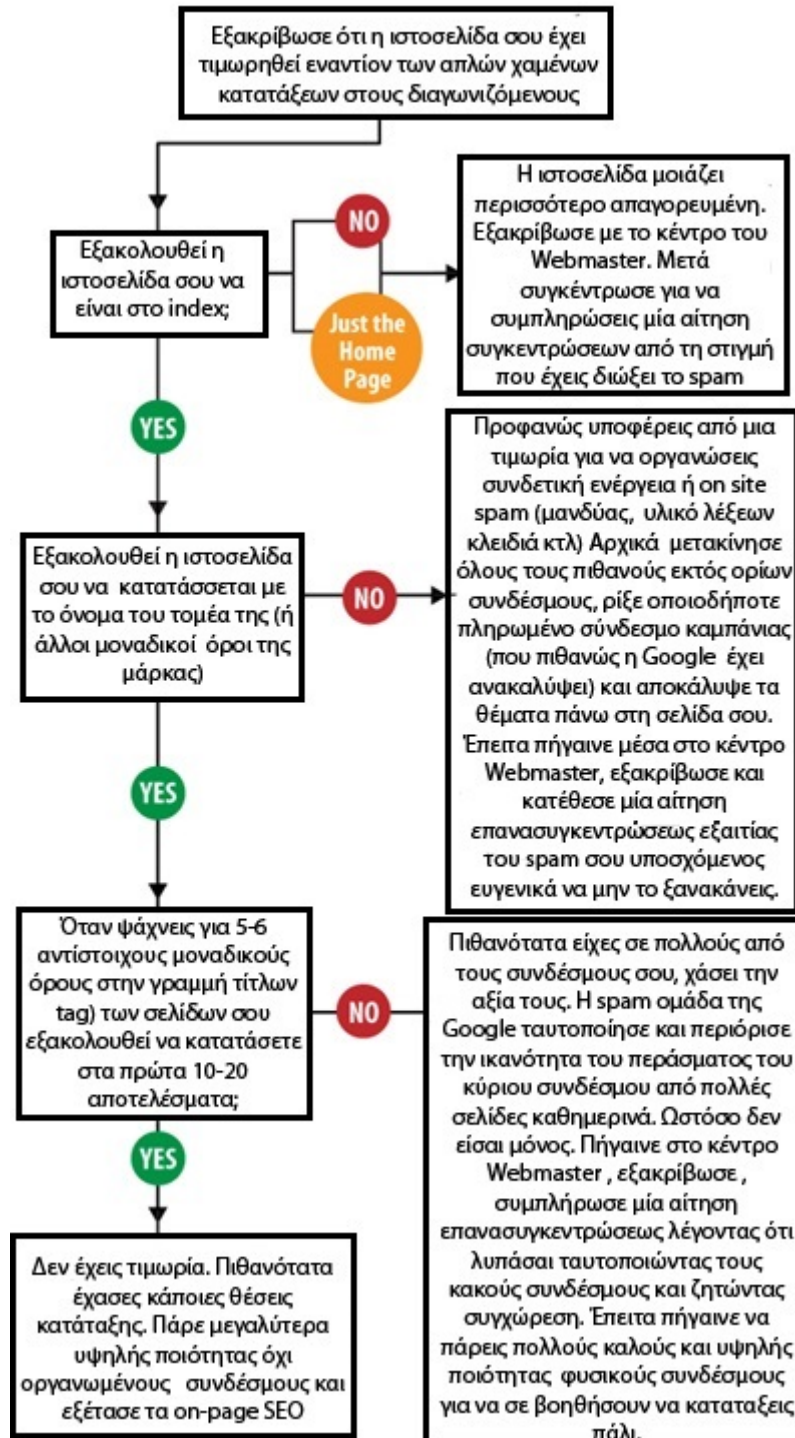 Εξακρίβωσε ότι η ιστοσελίδα σου έχει
τιμωρηθεί εναντίον των απλών χαμένων
κατατάξεων στους διαγωνιζόμενους
Εξακολουθεί η
ιστοσελίδα σου να
είναι στο index;
NO
Just the
Home
Page
Η ιστοσελίδα μοιάζει
περισσότερο απαγορευμένη.
Εξακρίβωσε με το κέντρο του
Webmaster. Μετά
συγκέντρωσε για να
συμπληρώσεις μία αίτηση
συγκεντρώσεων από τη στιγμή
που έχεις διώξει το spam
YES
Εξακολουθεί η ιστοσελίδα
σου να κατατάσσεται με
το όνομα του τομέα της (ή
άλλοι μοναδικοί όροι της
μάρκας)
NO
Προφανώς υποφέρεις από μια
τιμωρία για να οργανώσεις
συνδετική ενέργεια ή on site
spam (μανδύας, υλικό λέξεων
κλειδιά κτλ) Αρχικά μετακίνησε
όλους τους πιθανούς εκτός ορίων
συνδέσμους, ρίξε οποιοδήποτε
πληρωμένο σύνδεσμο καμπάνιας
(που πιθανώς η Google έχει
ανακαλύψει) και αποκάλυψε τα
θέματα πάνω στη σελίδα σου.
Έπειτα πήγαινε μέσα στο κέντρο
Webmaster, εξακρίβωσε και
κατέθεσε μία αίτηση
επανασυγκεντρώσεως εξαιτίας
του spam σου υποσχόμενος
ευγενικά να μην το ξανακάνεις.
YES
Όταν ψάχνεις για 5-6
αντίστοιχους μοναδικούς
όρους στην γραμμή τίτλων
tag) των σελίδων σου
εξακολουθεί να κατατάσετε
στα πρώτα 10-20
αποτελέσματα;
NO
Πιθανότατα είχες σε πολλούς από
τους συνδέσμους σου, χάσει την
αξία τους. Η spam ομάδα της
Google ταυτοποίησε και περιόρισε
την ικανότητα του περάσματος του
κύριου συνδέσμου από πολλές
σελίδες καθημερινά. Ωστόσο δεν
είσαι μόνος. Πήγαινε στο κέντρο
Webmaster , εξακρίβωσε ,
συμπλήρωσε μία αίτηση
επανασυγκεντρώσεως λέγοντας ότι
λυπάσαι ταυτοποιώντας τους
κακούς συνδέσμους και ζητώντας
συγχώρεση. Έπειτα πήγαινε να
πάρεις πολλούς καλούς και υψηλής
ποιότητας φυσικούς συνδέσμους
για να σε βοηθήσουν να καταταξεις
πάλι.
YES
Δεν έχεις τιμωρία. Πιθανότατα
έχασες κάποιες θέσεις
κατάταξης. Πάρε μεγαλύτερα
υψηλής ποιότητας όχι
οργανωμένους συνδέσμους και
εξέτασε τα on-page SEO